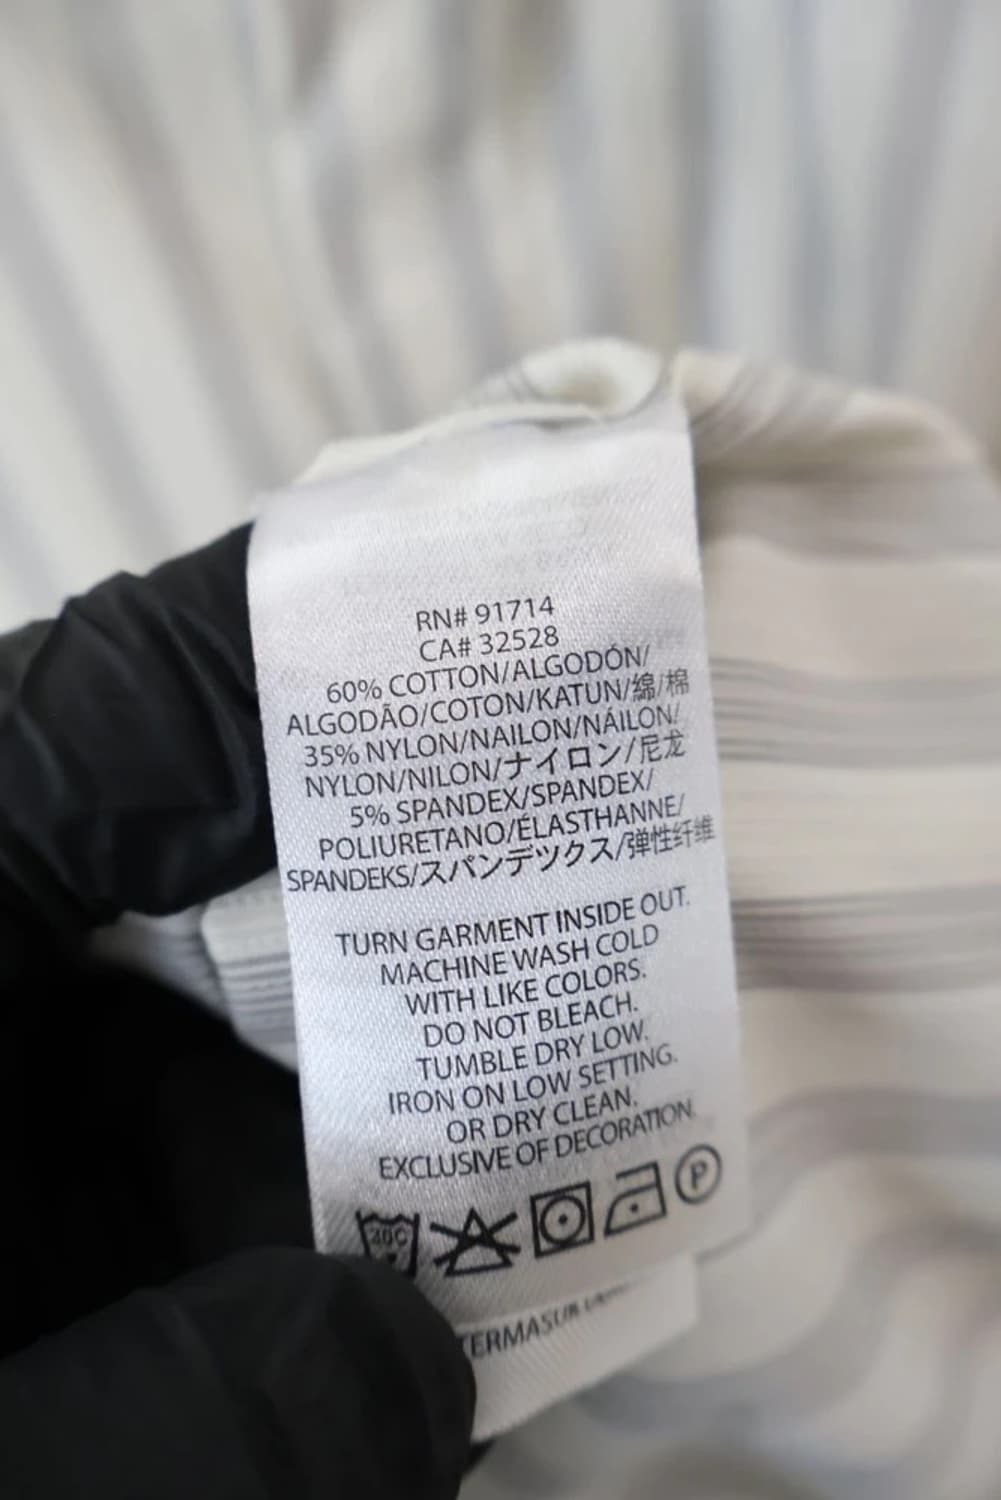 RN# 91714
CA# 32528
60% COTTON/ALGODÓN/
ALGODÃO/COTON/KATUN/綿/棉
35% NYLON/NAILON/NÁILON/
NYLON/NILON/ナイロン/尼龙
5% SPANDEX/SPANDEX/
POLIURETANO/ÉLASTHANNE/
SPANDEKS/スパンデツクス/弹性纤维
TURN GARMENT INSIDE OUT.
MACHINE WASH COLD
WITH LIKE COLORS.
DO NOT BLEACH.
TUMBLE DRY LOW.
IRON ON LOW SETTING.
OR DRY CLEAN.
EXCLUSIVE OF DECORATION.
30C P